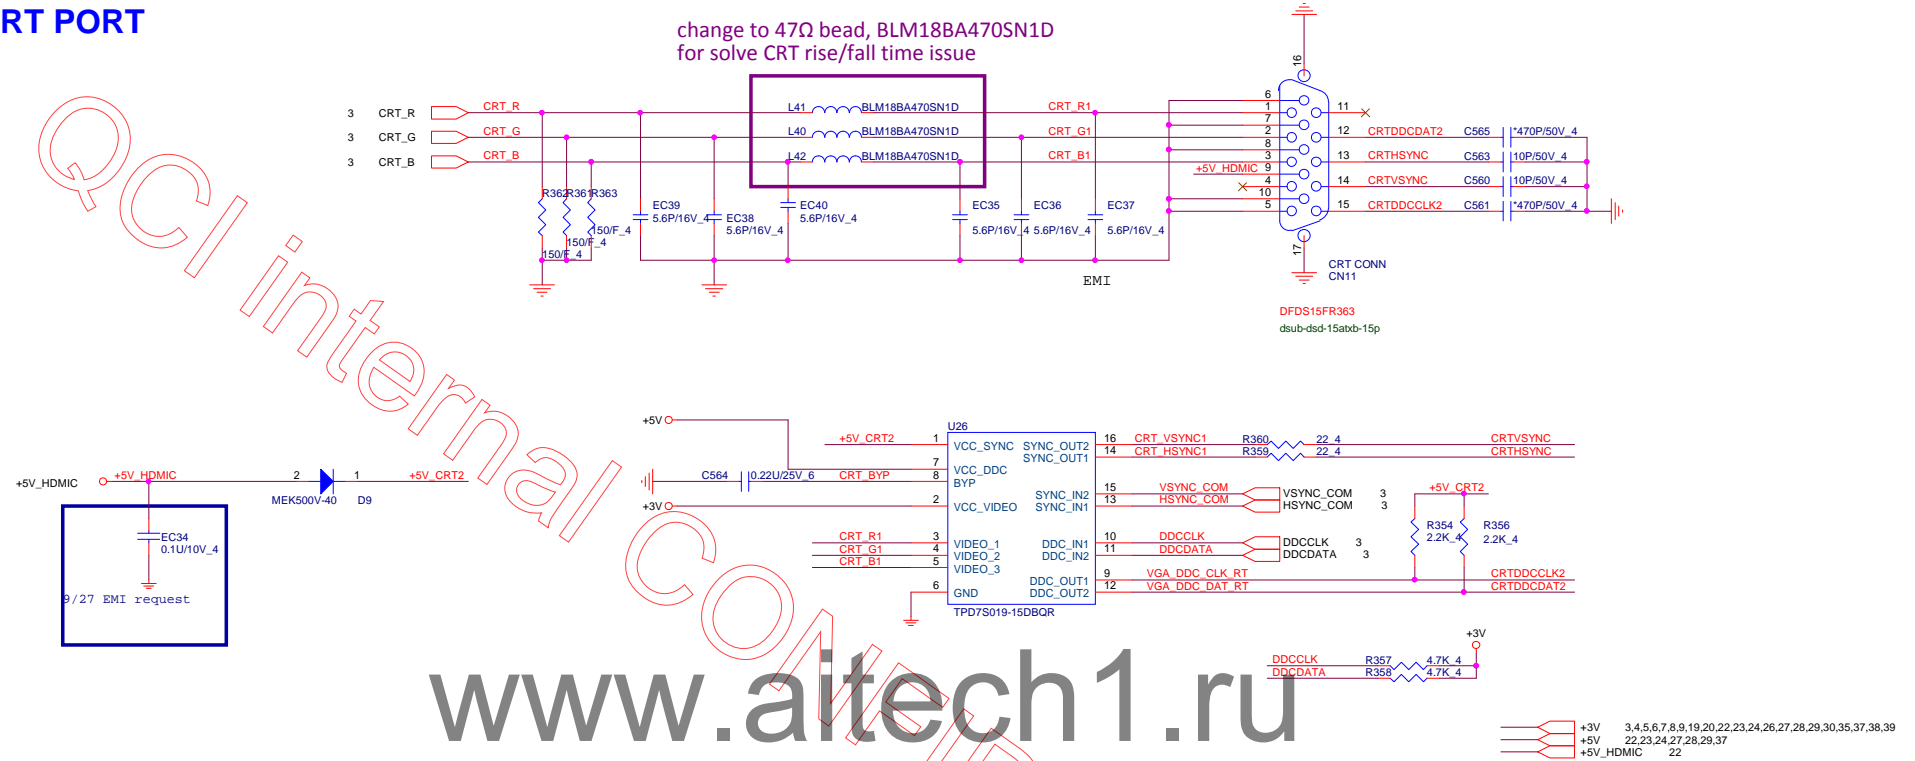 RT PORT
change to 47Ω bead, BLM18BA470SN1D
for solve CRT rise/fall time issue
3 CRT_R CRT_R L41 BLM18BA470SN1D CRT_R1
3 CRT_G CRT_G L40 BLM18BA470SN1D CRT_G1
3 CRT_B CRT_B L42 BLM18BA470SN1D CRT_B1
R362 R361 R363
150/F_4
150/F_4
150/F_4
EC39
5.6P/16V_4
EC38
5.6P/16V_4
EC40
5.6P/16V_4
EC35
5.6P/16V_4
EC36
5.6P/16V_4
EC37
5.6P/16V_4
EMI
16
6
1
7
2
8
3
+5V_HDMIC 9
4
10
5
17
11
12 CRTDDCDAT2 C565 *470P/50V_4
13 CRTHSYNC C563 10P/50V_4
14 CRTVSYNC C560 10P/50V_4
15 CRTDDCCLK2 C561 *470P/50V_4
CRT CONN
CN11
DFDS15FR363
dsub-dsd-15atxb-15p
QCI internal COMER
+5V_HDMIC +5V_HDMIC 2 1 +5V_CRT2
MEK500V-40 D9
EC34
0.1U/10V_4
9/27 EMI request
+5V
+5V_CRT2
C564 0.22U/25V_6 CRT_BYP
+3V
CRT_R1
CRT_G1
CRT_B1
U26
1 VCC_SYNC SYNC_OUT2 16
SYNC_OUT1 14
7 VCC_DDC
8 BYP
SYNC_IN2 15
2 VCC_VIDEO SYNC_IN1 13
3 VIDEO_1 DDC_IN1 10
4 VIDEO_2 DDC_IN2 11
5 VIDEO_3
DDC_OUT1 9
6 GND DDC_OUT2 12
TPD7S019-15DBQR
CRT_VSYNC1 R360 22_4 CRTVSYNC
CRT_HSYNC1 R359 22_4 CRTHSYNC
VSYNC_COM VSYNC_COM 3
HSYNC_COM HSYNC_COM 3
+5V_CRT2
R354
2.2K_4
R356
2.2K_4
DDCCLK DDCCLK 3
DDCDATA DDCDATA 3
VGA_DDC_CLK_RT CRTDDCCLK2
VGA_DDC_DAT_RT CRTDDCDAT2
+3V
DDCCLK R357 4.7K_4
DDCDATA R358 4.7K_4
www.aitech1.ru
+3V 3,4,5,6,7,8,9,19,20,22,23,24,26,27,28,29,30,35,37,38,39
+5V 22,23,24,27,28,29,37
+5V_HDMIC 22